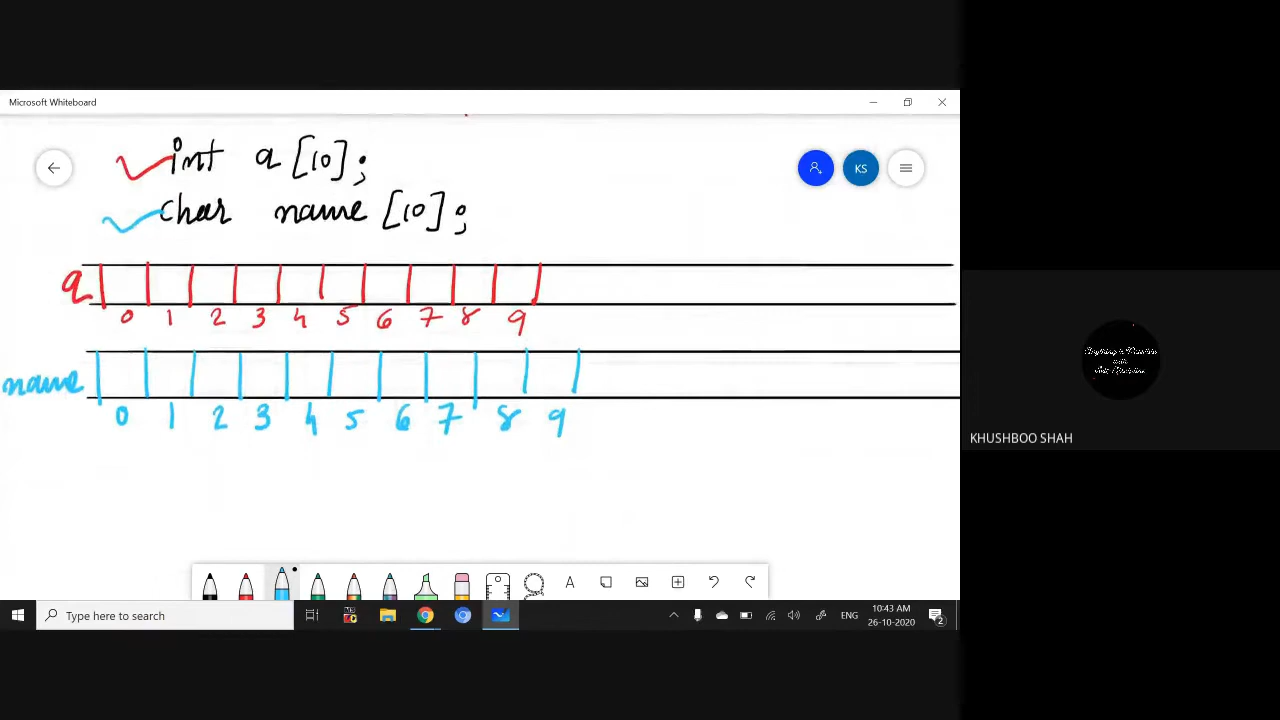 Microsoft Whiteboard
int a[10];
KS
char name[10];
a
0 1 2 3 4 5 6 7 8 9
name
0 1 2 3 4 5 6 7 8 9
KHUSHBOO SHAH
A
Type here to search
ENG
10:43 AM
26-10-2020
2